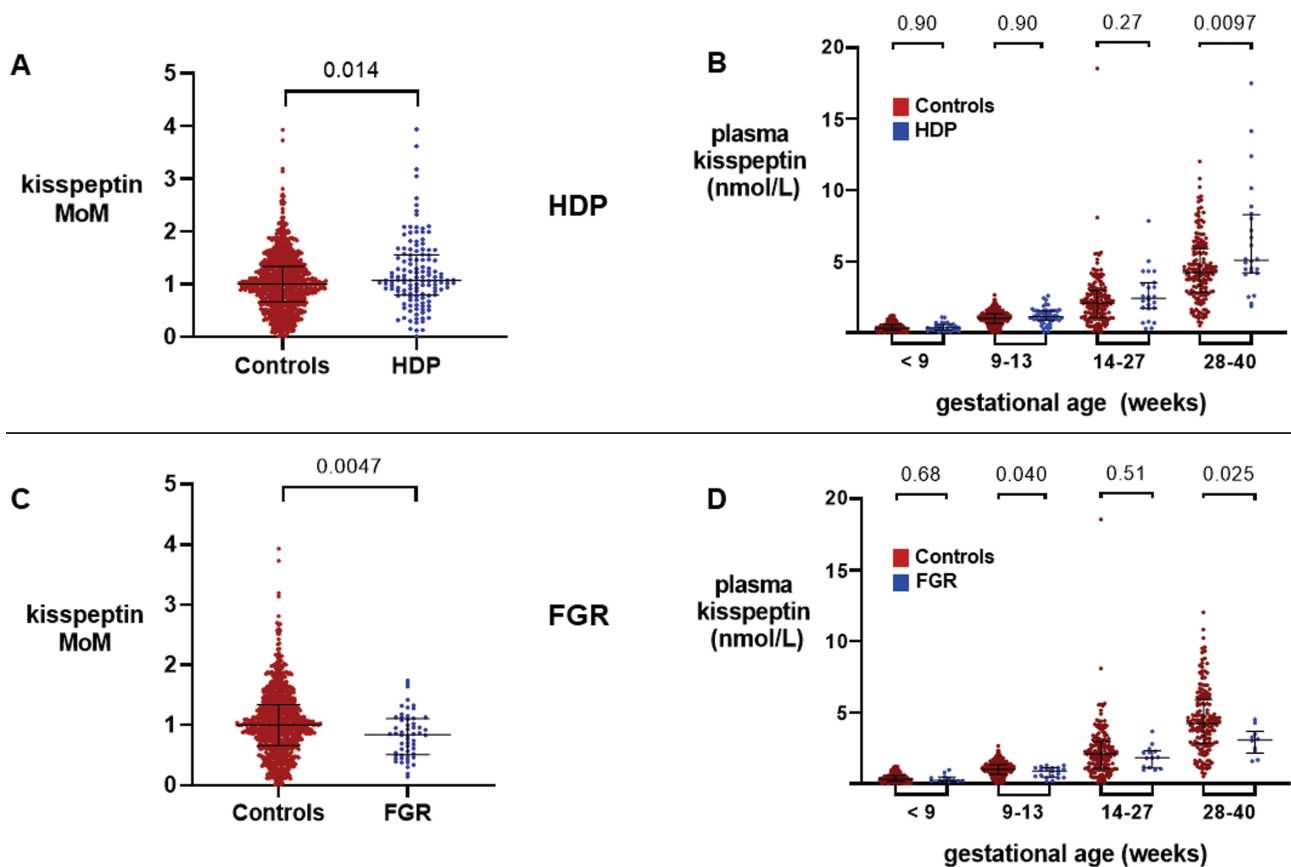 A
0.014
5
4
3
2
1
0
kisspeptin
MoM
Controls
HDP
HDP
B
0.90
0.90
0.27
0.0097
20
15
10
5
plasma
kisspeptin
(nmol/L)
Controls
HDP
< 9
9-13
14-27
28-40
gestational age (weeks)
C
0.0047
5
4
3
2
1
0
kisspeptin
MoM
Controls
FGR
FGR
D
0.68
0.040
0.51
0.025
20
15
10
5
plasma
kisspeptin
(nmol/L)
Controls
FGR
< 9
9-13
14-27
28-40
gestational age (weeks)